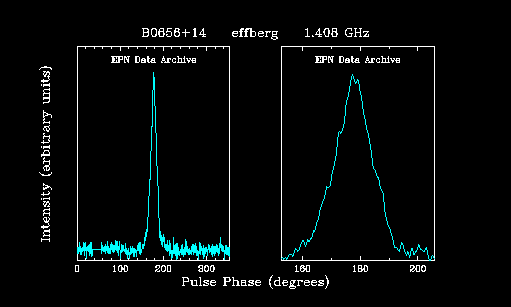 B0656+14 effberg 1.408 GHz
EPN Data Archive
EPN Data Archive
Intensity (arbitrary units)
0 100 200 300
160 180 200
Pulse Phase (degrees)